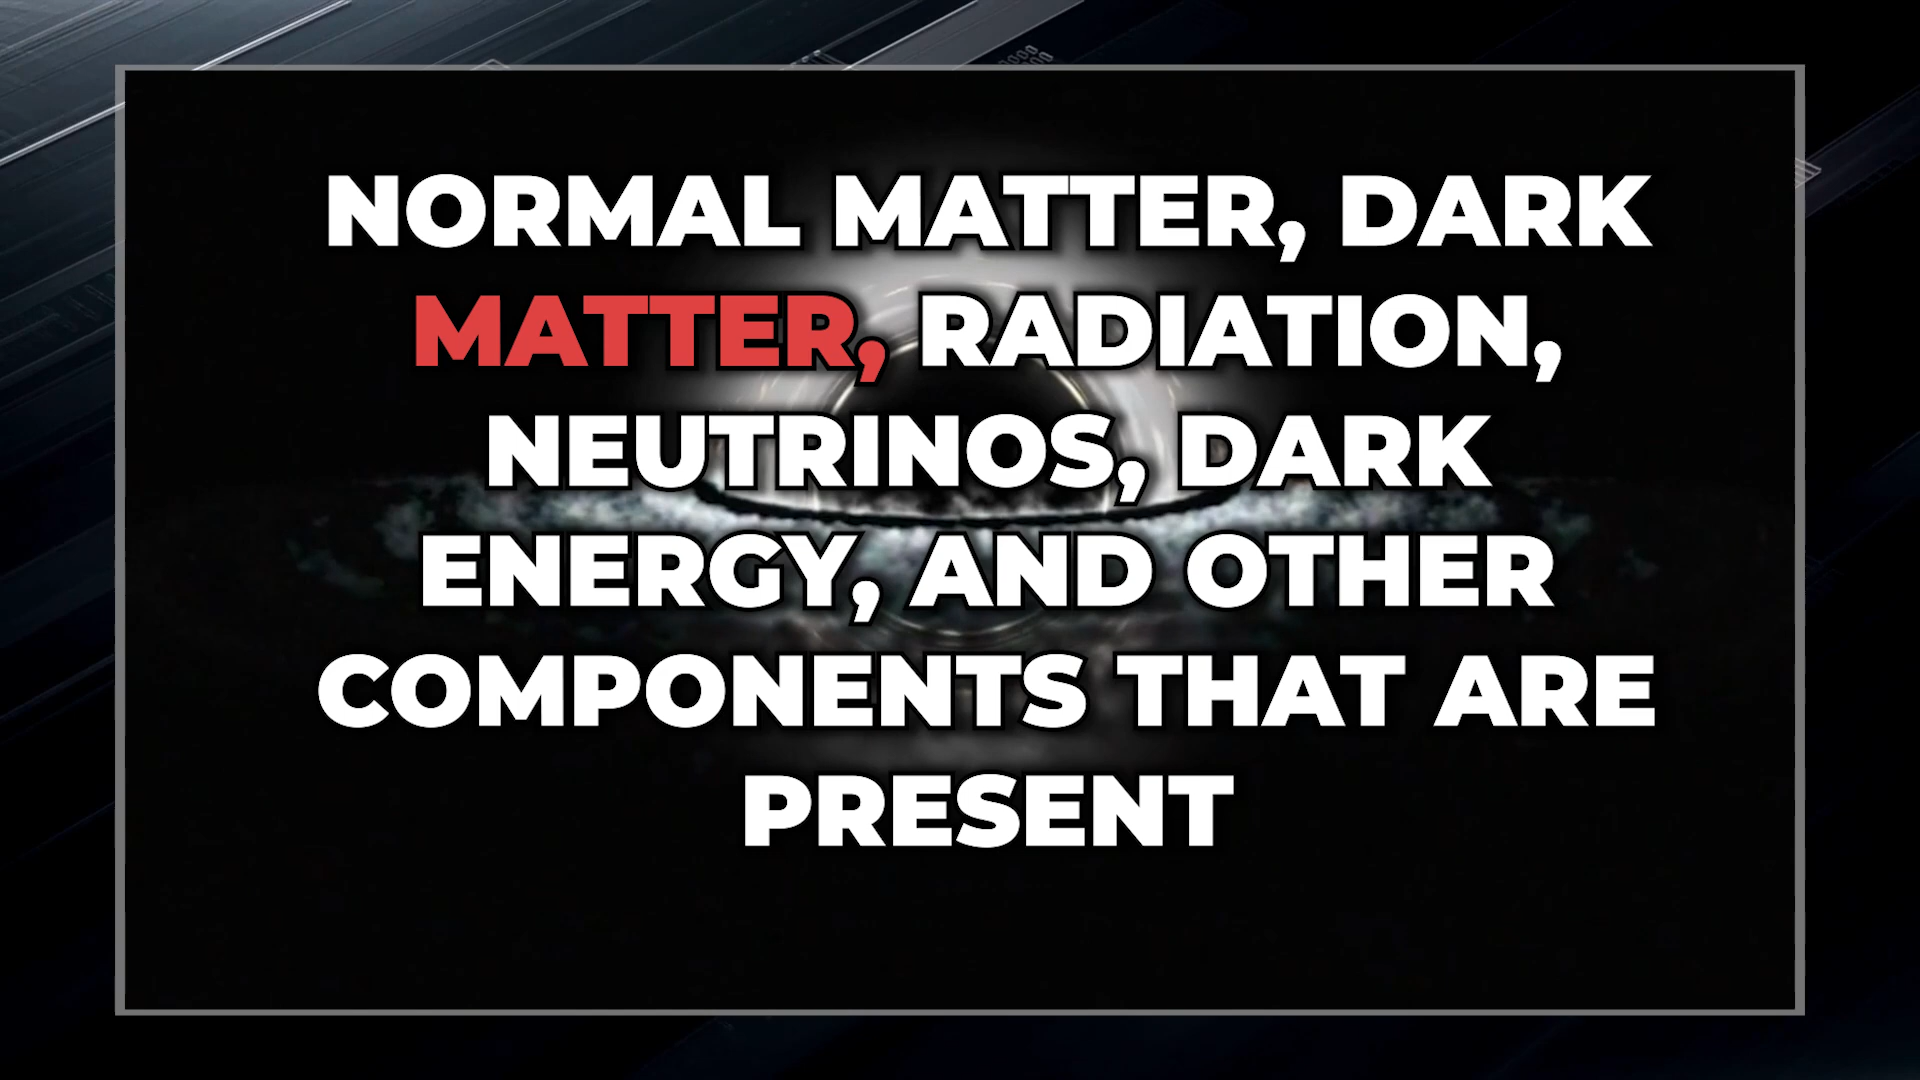 NORMAL MATTER, DARK
MATTER, RADIATION,
NEUTRINOS, DARK
ENERGY, AND OTHER
COMPONENTS THAT ARE
PRESENT